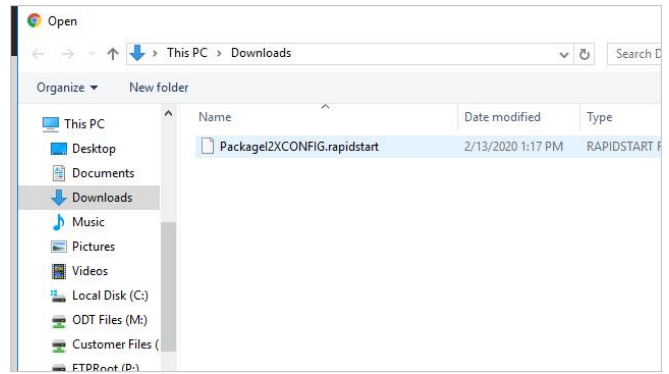 Open
This PC > Downloads
Search D
Organize
New folder
This PC
Desktop
Documents
Downloads
Music
Pictures
Videos
Local Disk (C:)
ODT Files (M:)
Customer Files (
FTPRoot (P:)
Name
Date modified
Type
PackageI2XCONFIG.rapidstart
2/13/2020 1:17 PM
RAPIDSTART F